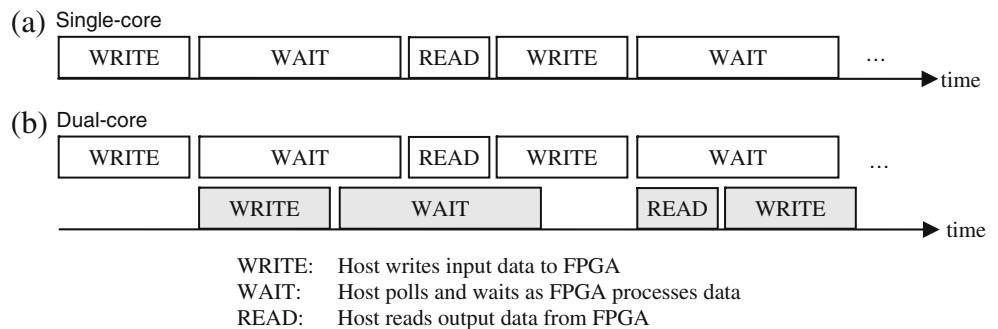 (a) Single-core
WRITE WAIT READ WRITE WAIT ...
time
(b) Dual-core
WRITE WAIT READ WRITE WAIT ...
WRITE WAIT READ WRITE
time
WRITE: Host writes input data to FPGA
WAIT: Host polls and waits as FPGA processes data
READ: Host reads output data from FPGA